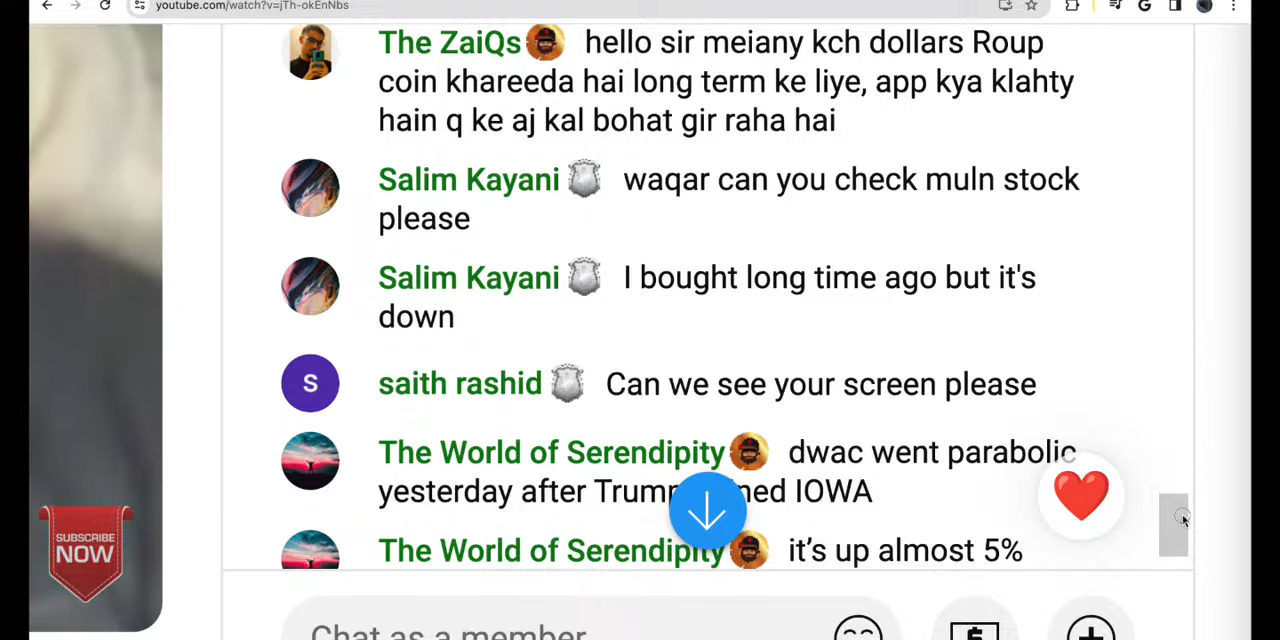 youtube.com/watch?v=jTh-okEnNbs
The ZaiQs hello sir meiany kch dollars Roup
coin khareeda hai long term ke liye, app kya klahty
hain q ke aj kal bohat gir raha hai
Salim Kayani waqar can you check muln stock
please
Salim Kayani I bought long time ago but it's
down
S saith rashid Can we see your screen please
The World of Serendipity dwac went parabolic
yesterday after Trump IOWA
The World of Serendipity it's up almost 5%
SUBSCRIBE
NOW
Chat as a member